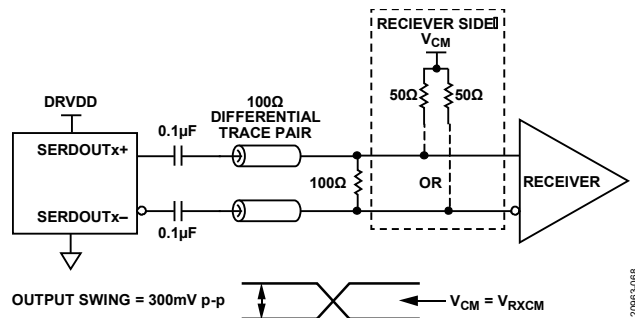 RECIEVER SIDE▯
VCM
50Ω 50Ω
100Ω
DIFFERENTIAL
TRACE PAIR
DRVDD
0.1µF
SERDOUTx+
100Ω
OR
RECEIVER
SERDOUTx–
0.1µF
OUTPUT SWING = 300mV p-p
VCM = VRXCM
20963-068